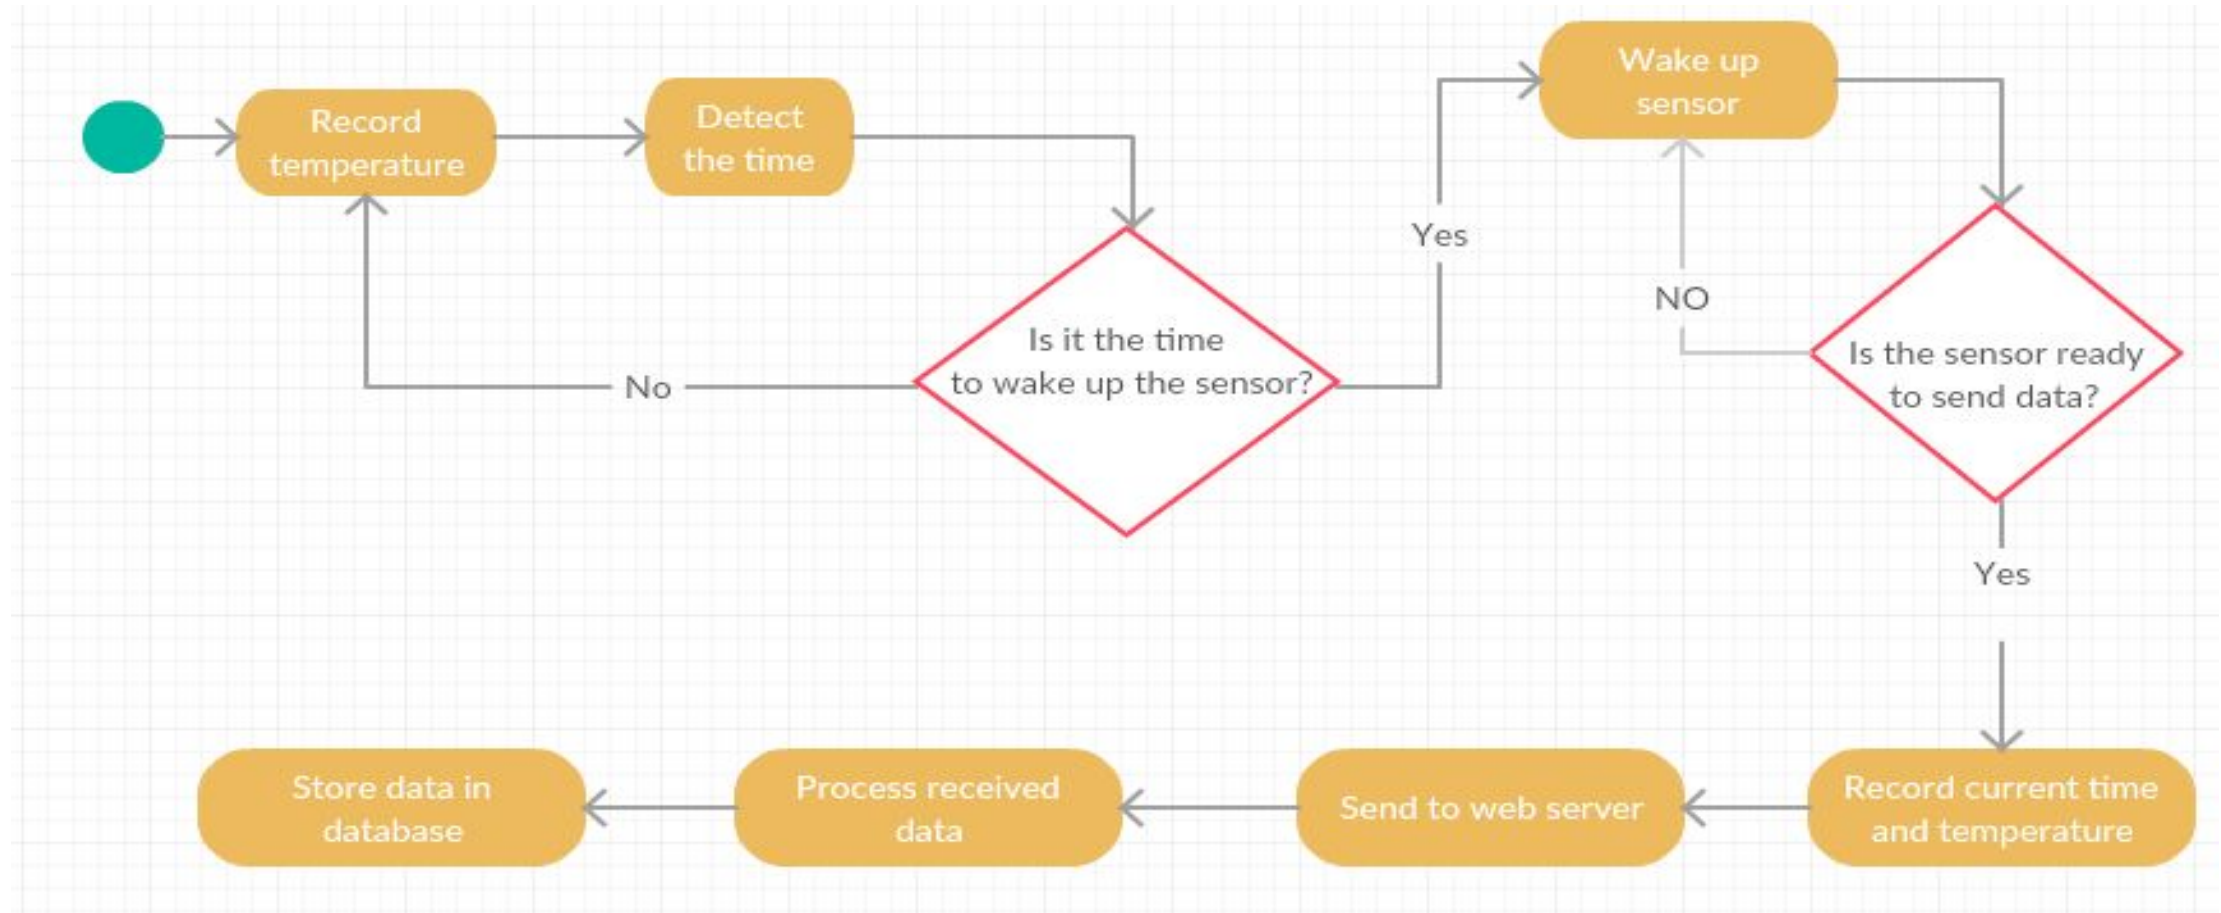 Record
temperature
Detect
the time
Is it the time
to wake up the sensor?
No
Yes
Wake up
sensor
NO
Is the sensor ready
to send data?
Yes
Record current time
and temperature
Send to web server
Process received
data
Store data in
database